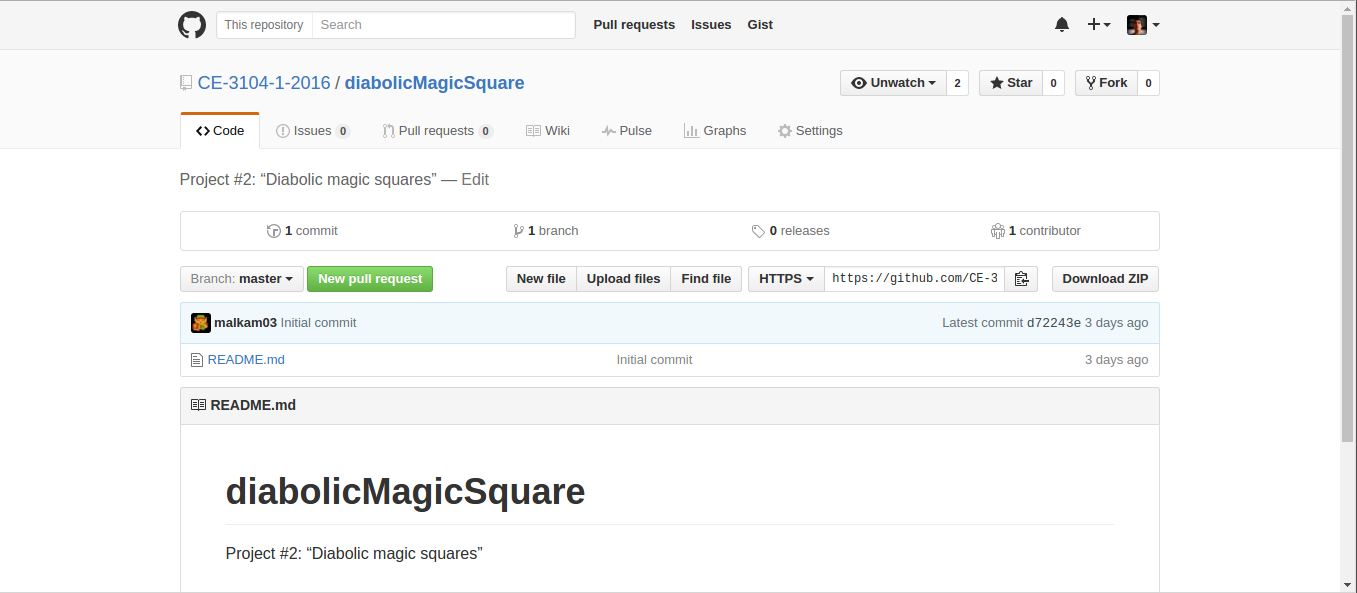 This repository Search Pull requests Issues Gist
CE-3104-1-2016 / diabolicMagicSquare Unwatch 2 Star 0 Fork 0
Code Issues 0 Pull requests 0 Wiki Pulse Graphs Settings
Project #2: “Diabolic magic squares” — Edit
1 commit 1 branch 0 releases 1 contributor
Branch: master New pull request New file Upload files Find file HTTPS https://github.com/CE-3 Download ZIP
malkam03 Initial commit Latest commit d72243e 3 days ago
README.md Initial commit 3 days ago
README.md
diabolicMagicSquare
Project #2: “Diabolic magic squares”